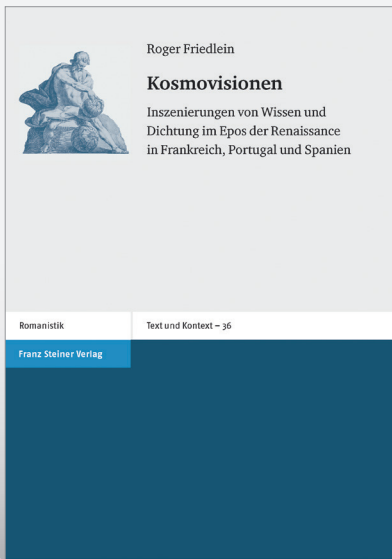 Roger Friedlein
Kosmovisionen
Inszenierungen von Wissen und
Dichtung im Epos der Renaissance
in Frankreich, Portugal und Spanien
Romanistik
Text und Kontext – 36
Franz Steiner Verlag